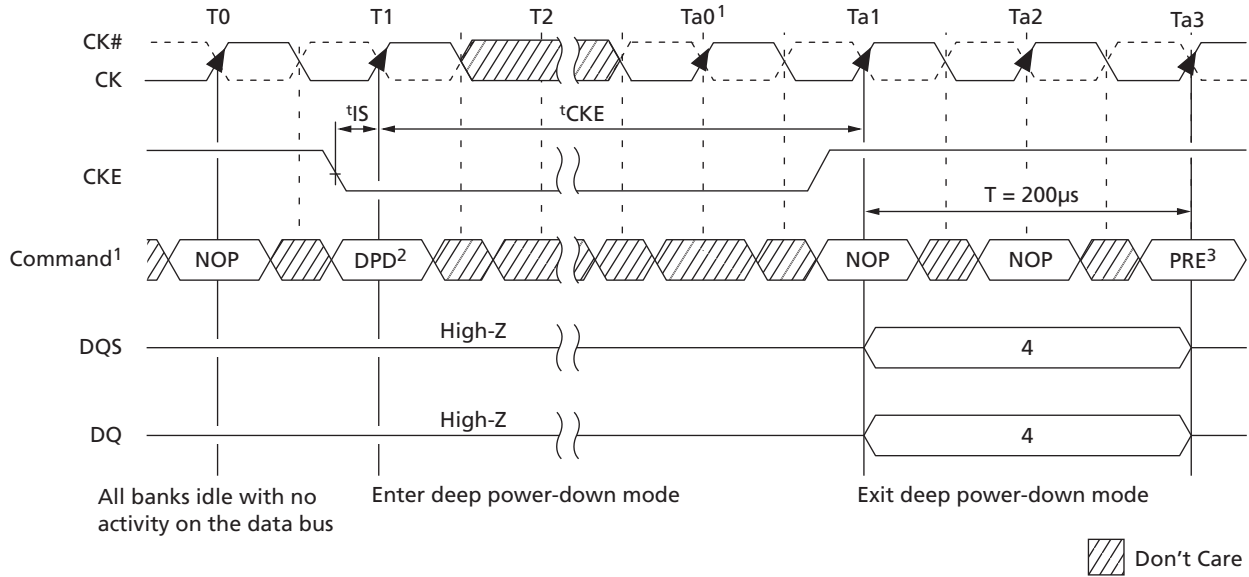 T0 T1 T2 Ta0¹ Ta1 Ta2 Ta3
CK#
CK
ᵗIS ᵗCKE
CKE
T = 200µs
Command¹ NOP DPD² NOP NOP PRE³
DQS High-Z 4
DQ High-Z 4
All banks idle with no
activity on the data bus
Enter deep power-down mode
Exit deep power-down mode
Don't Care